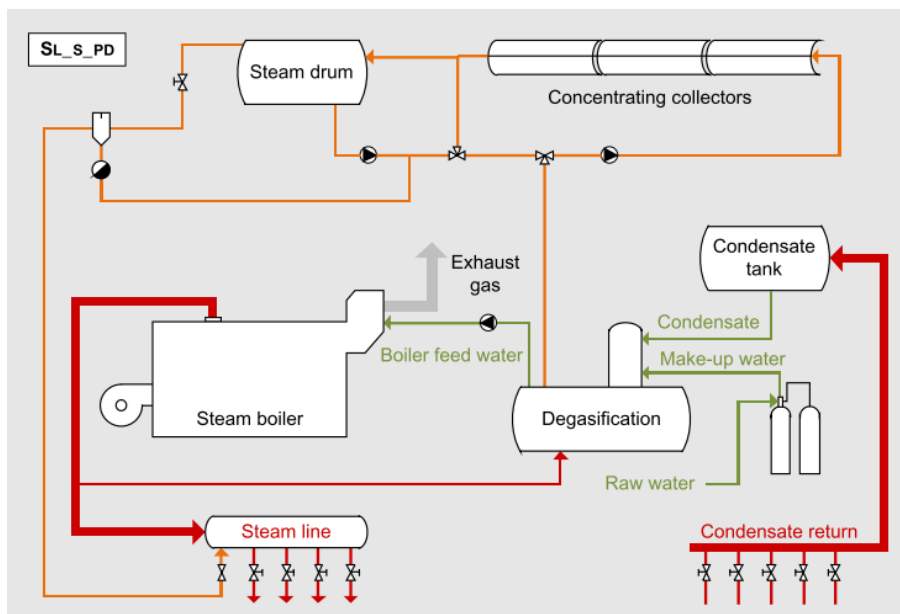 SL_S_PD
Steam drum
Concentrating collectors
Exhaust
gas
Condensate
tank
Condensate
Boiler feed water
Make-up water
Steam boiler
Degasification
Raw water
Steam line
Condensate return